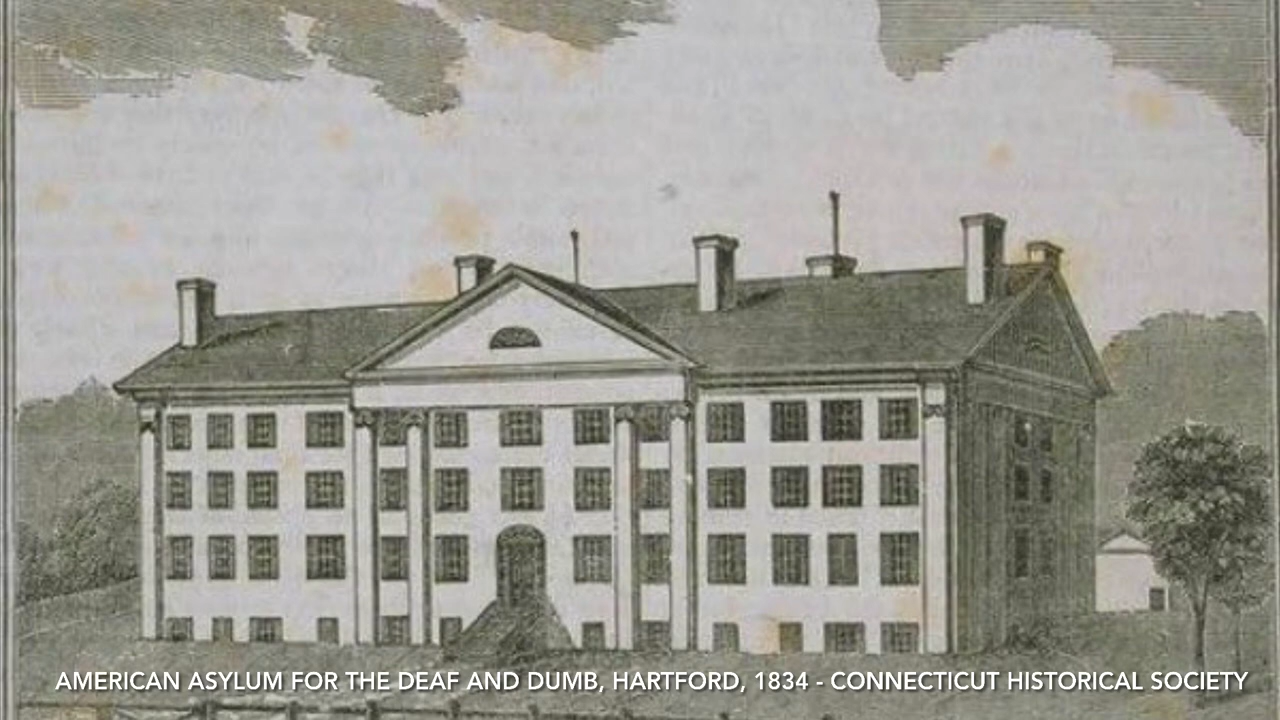 AMERICAN ASYLUM FOR THE DEAF AND DUMB, HARTFORD, 1834 - CONNECTICUT HISTORICAL SOCIETY